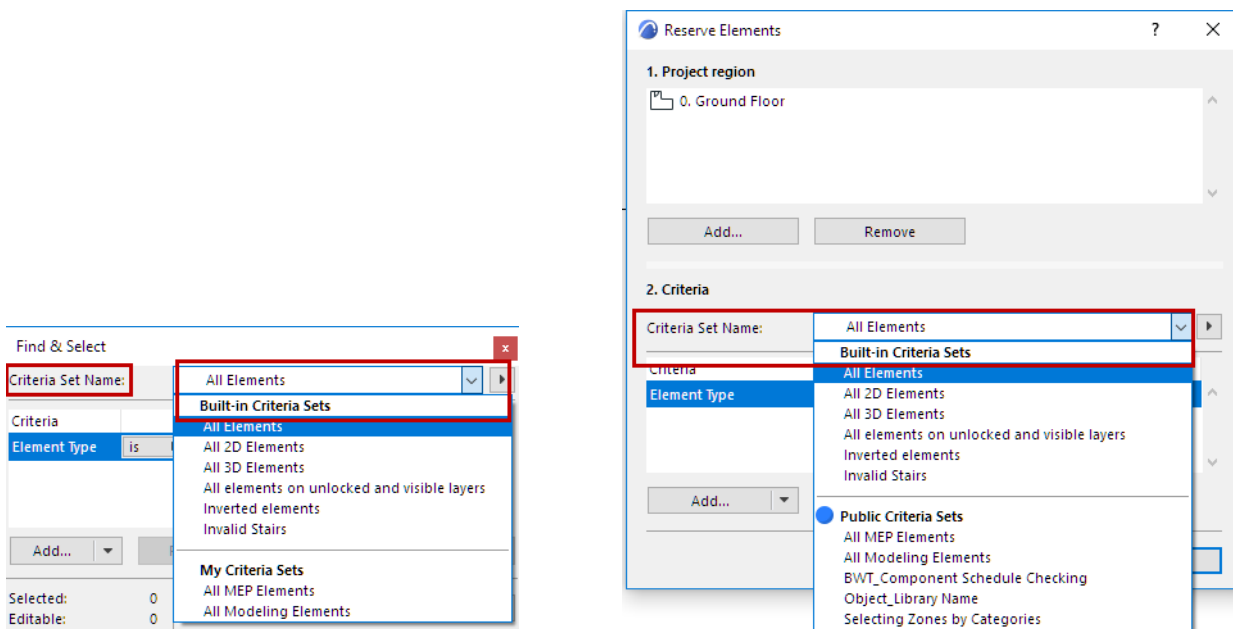 Find & Select
x
Criteria Set Name:
All Elements
Built-in Criteria Sets
Criteria
All Elements
Element Type
is
All 2D Elements
All 3D Elements
All elements on unlocked and visible layers
Inverted elements
Invalid Stairs
Add...
My Criteria Sets
All MEP Elements
All Modeling Elements
Selected: 0
Editable: 0
Reserve Elements
?
1. Project region
0. Ground Floor
Add...
Remove
2. Criteria
Criteria Set Name:
All Elements
Built-in Criteria Sets
Criteria
All Elements
Element Type
All 2D Elements
All 3D Elements
All elements on unlocked and visible layers
Inverted elements
Invalid Stairs
Add...
Public Criteria Sets
All MEP Elements
All Modeling Elements
BWT_Component Schedule Checking
Object_Library Name
Selecting Zones by Categories